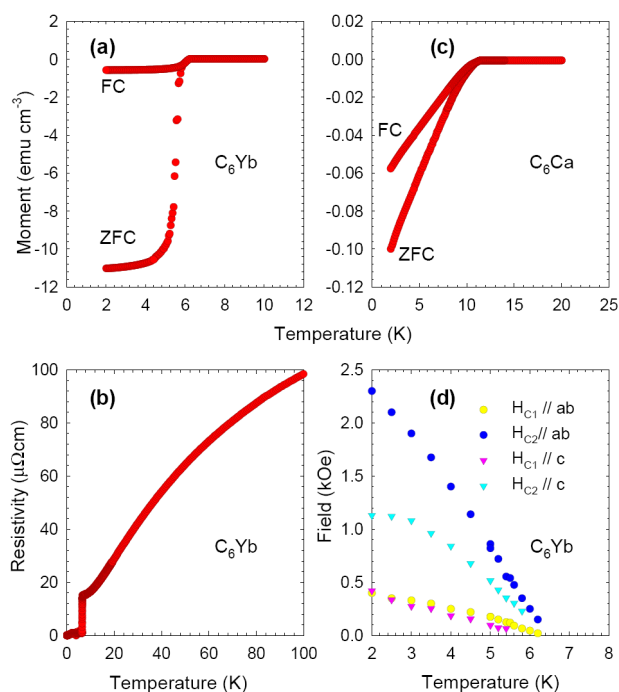 (a)
FC
C6Yb
ZFC
Moment (emu cm-3)
0
-2
-4
-6
-8
-10
-12
0 2 4 6 8 10 12
(c)
FC
C6Ca
ZFC
0.00
-0.02
-0.04
-0.06
-0.08
-0.10
-0.12
0 5 10 15 20 25
Temperature (K)
(b)
C6Yb
Resistivity (μΩcm)
100
80
60
40
20
0
0 20 40 60 80 100
Temperature (K)
(d)
HC1 // ab
HC2// ab
HC1 // c
HC2 // c
C6Yb
Field (kOe)
2.5
2.0
1.5
1.0
0.5
0.0
2 3 4 5 6 7 8
Temperature (K)